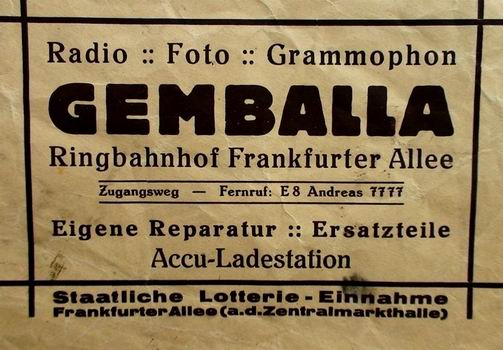 Radio :: Foto :: Grammophon
GEMBALLA
Ringbahnhof Frankfurter Allee
Zugangsweg — Fernruf: E 8 Andreas 7777
Eigene Reparatur :: Ersatzteile
Accu-Ladestation
Staatliche Lotterie - Einnahme
Frankfurter Allee (a.d. Zentralmarkthalle)